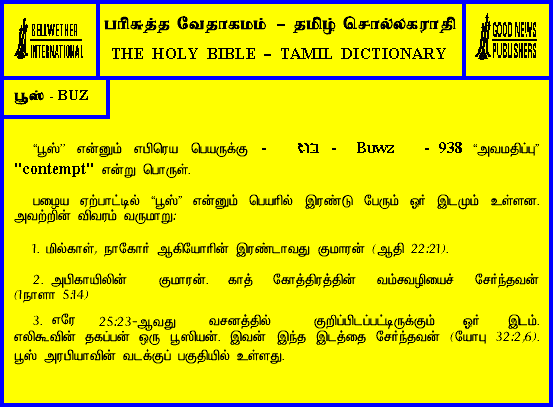 BELLWETHER
INTERNATIONAL
பரிசுத்த வேதாகமம் – தமிழ் சொல்லகராதி
THE HOLY BIBLE – TAMIL DICTIONARY
GOOD NEWS
PUBLISHERS
பூஸ் - BUZ
“பூஸ்” என்னும் எபிரெய பெயருக்கு - בוז - Buwz - 938 “அவமதிப்பு”
"contempt" என்று பொருள்.
பழைய ஏற்பாட்டில் “பூஸ்” என்னும் பெயரில் இரண்டு பேரும் ஓர் இடமும் உள்ளன.
அவற்றின் விவரம் வருமாறு:
1. மில்காள், நாகோர் ஆகியோரின் இரண்டாவது குமாரன் (ஆதி 22:21).
2. அபிகாயிலின் குமாரன். காத் கோத்திரத்தின் வம்சவழியைச் சேர்ந்தவன்
(1நாளா 5:14)
3. எரே 25:23-ஆவது வசனத்தில் குறிப்பிடப்பட்டிருக்கும் ஓர் இடம்.
எலிகூவின் தகப்பன் ஒரு பூஸியன். இவன் இந்த இடத்தை சேர்ந்தவன் (யோபு 32:2,6).
பூஸ் அரபியாவின் வடக்குப் பகுதியில் உள்ளது.